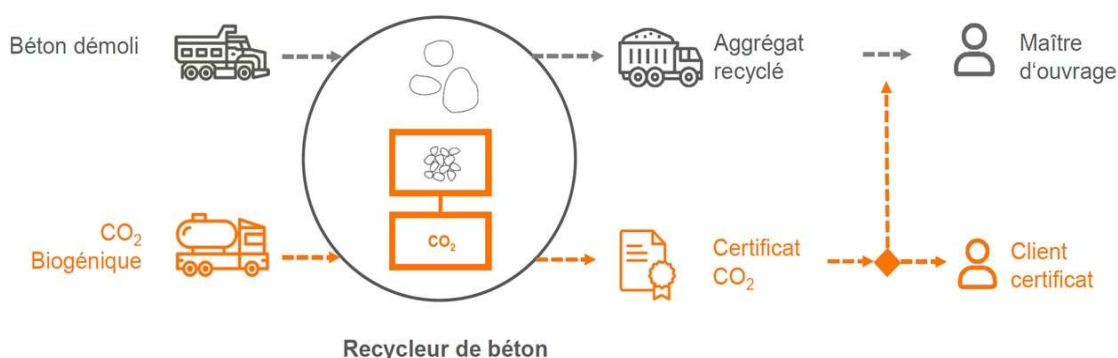 Béton démoli
Aggrégat
recyclé
Maître
d'ouvrage
CO2
Biogénique
CO2
Certificat
CO2
Client
certificat
Recycleur de béton